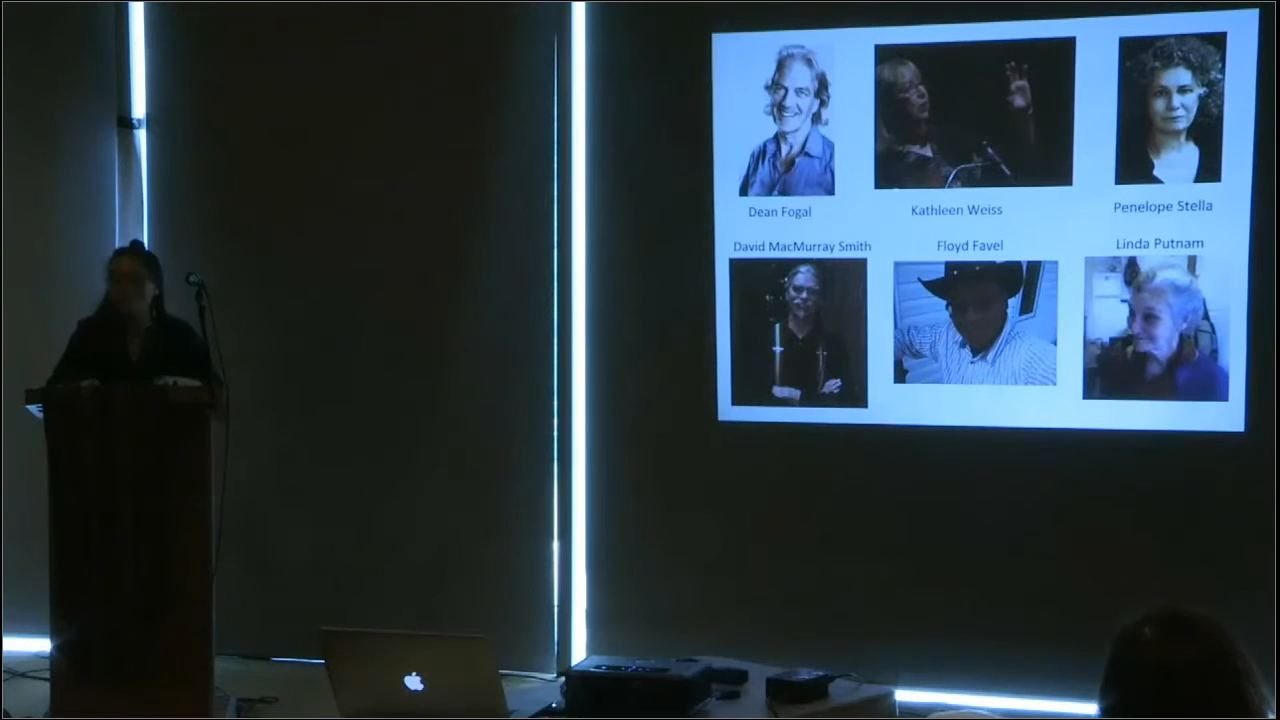 Dean Fogal
Kathleen Weiss
Penelope Stella
David MacMurray Smith
Floyd Favel
Linda Putnam